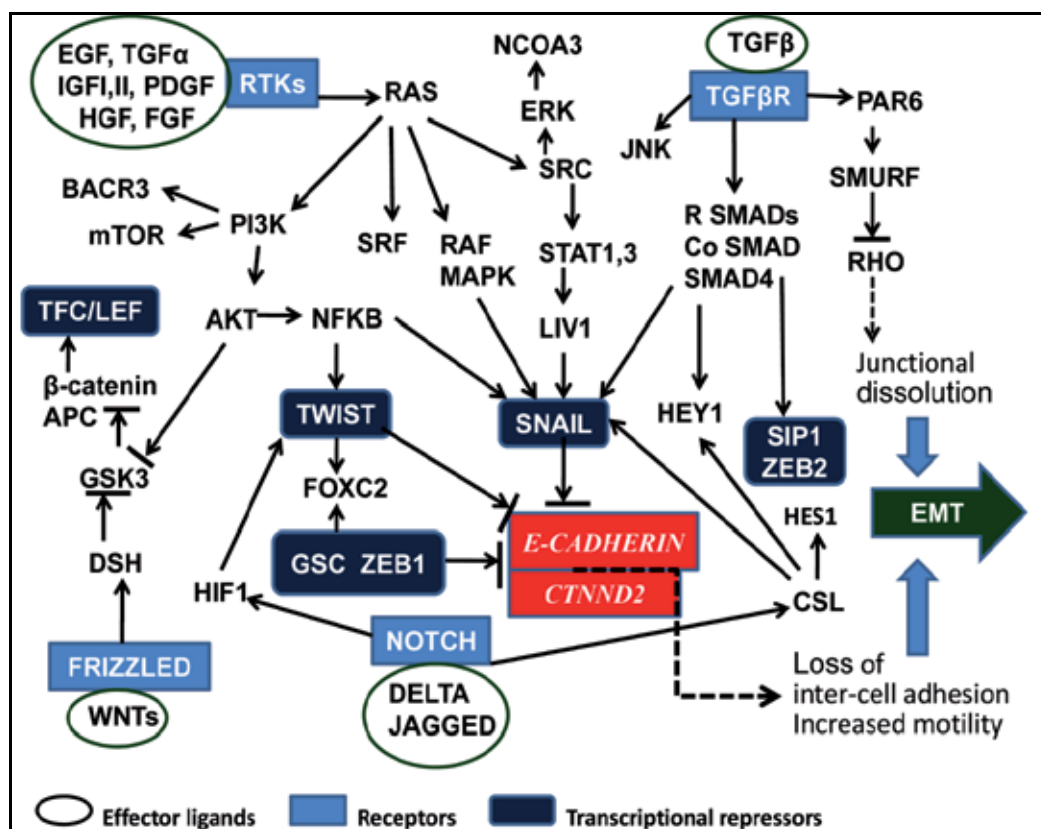 EGF, TGFα
IGFI,II, PDGF
HGF, FGF
RTKs
RAS
NCOA3
ERK
SRC
TGFβ
TGFβR
PAR6
JNK
SMURF
BACR3
mTOR
PI3K
SRF
RAF
MAPK
STAT1,3
R SMADs
Co SMAD
SMAD4
RHO
TFC/LEF
AKT
NFKB
LIV1
Junctional
dissolution
β-catenin
APC
TWIST
SNAIL
HEY1
SIP1
ZEB2
GSK3
FOXC2
EMT
HES1
E-CADHERIN
CTNND2
DSH
GSC ZEB1
HIF1
CSL
NOTCH
FRIZZLED
WNTs
DELTA
JAGGED
Loss of
inter-cell adhesion
Increased motility
Effector ligands
Receptors
Transcriptional repressors